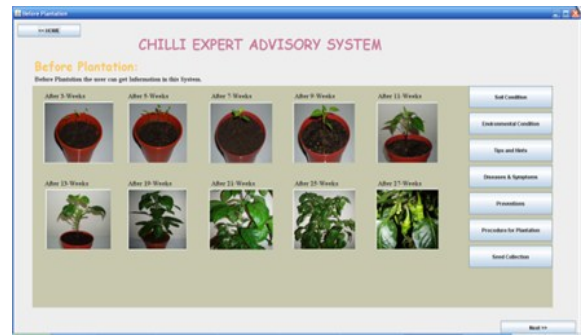 Before Plantation
<< HOME
CHILLI EXPERT ADVISORY SYSTEM
Before Plantation:
Before Plantation the user can get Information in this System.
After 3-Weeks After 5-Weeks After 7-Weeks After 9-Weeks After 11-Weeks
After 13-Weeks After 19-Weeks After 21-Weeks After 25-Weeks After 27-Weeks
Soil Condition
Environmental Condition
Tips and Hints
Diseases & Symptoms
Preventions
Procedure for Plantation
Seed Collection
Next >>